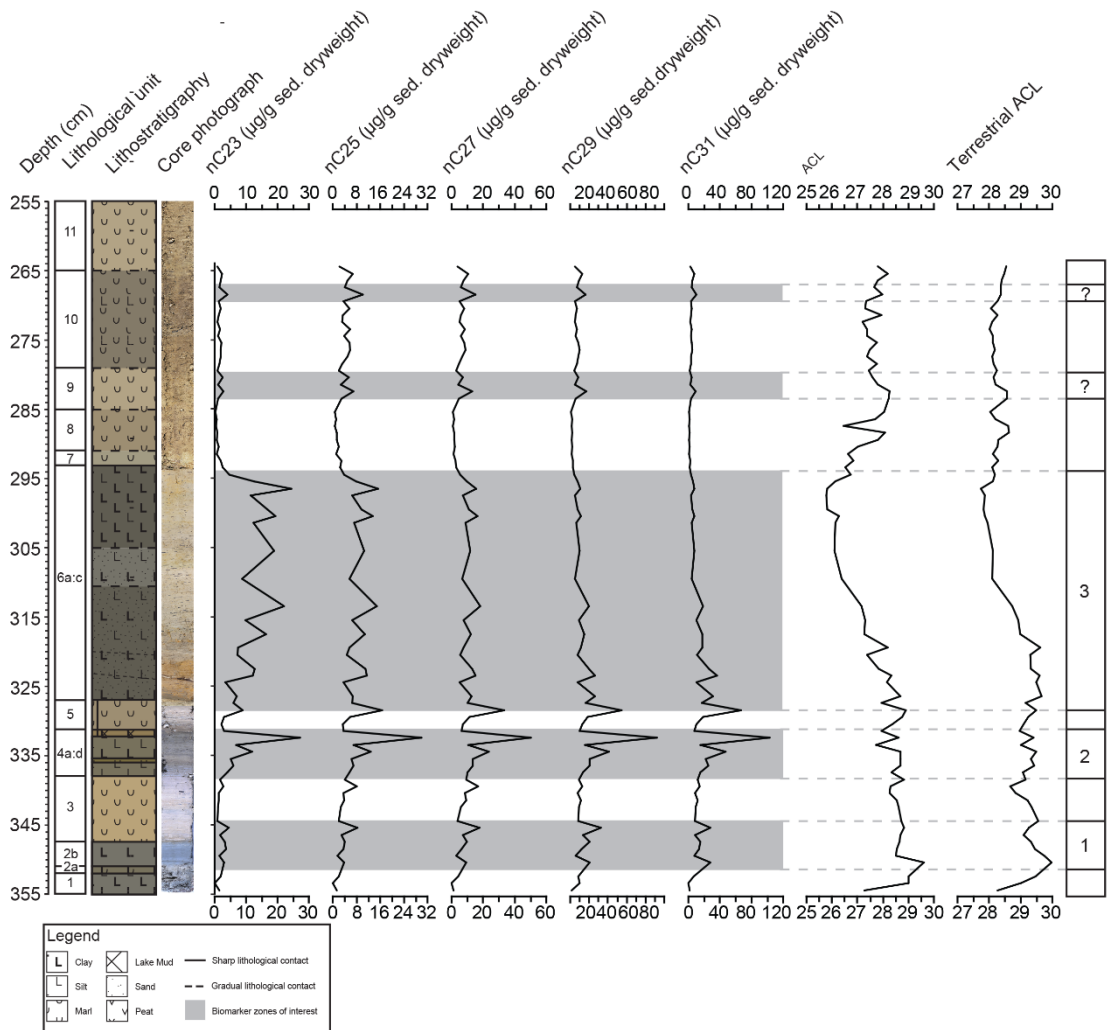 Depth (cm)
Lithological unit
Lithostratigraphy
Core photograph
nC23 (µg/g sed. dryweight)
nC25 (µg/g sed. dryweight)
nC27 (µg/g sed. dryweight)
nC29 (µg/g sed.dryweight)
nC31 (µg/g sed. dryweight)
ACL
Terrestrial ACL
0 10 20 30
0 8 16 24 32
0 20 40 60
20 40 60 80
0 40 80 120
25 26 27 28 29 30
27 28 29 30
255
265
275
285
295
305
315
325
335
345
355
11
10
9
8
7
6a:c
5
4a:d
3
2b
2a
1
?
?
3
2
1
0 10 20 30
0 8 16 24 32
0 20 40 60
20 40 60 80
0 40 80 120
25 26 27 28 29 30
27 28 29 30
Legend
Clay
Lake Mud
Sharp lithological contact
Silt
Sand
Gradual lithological contact
Marl
Peat
Biomarker zones of interest